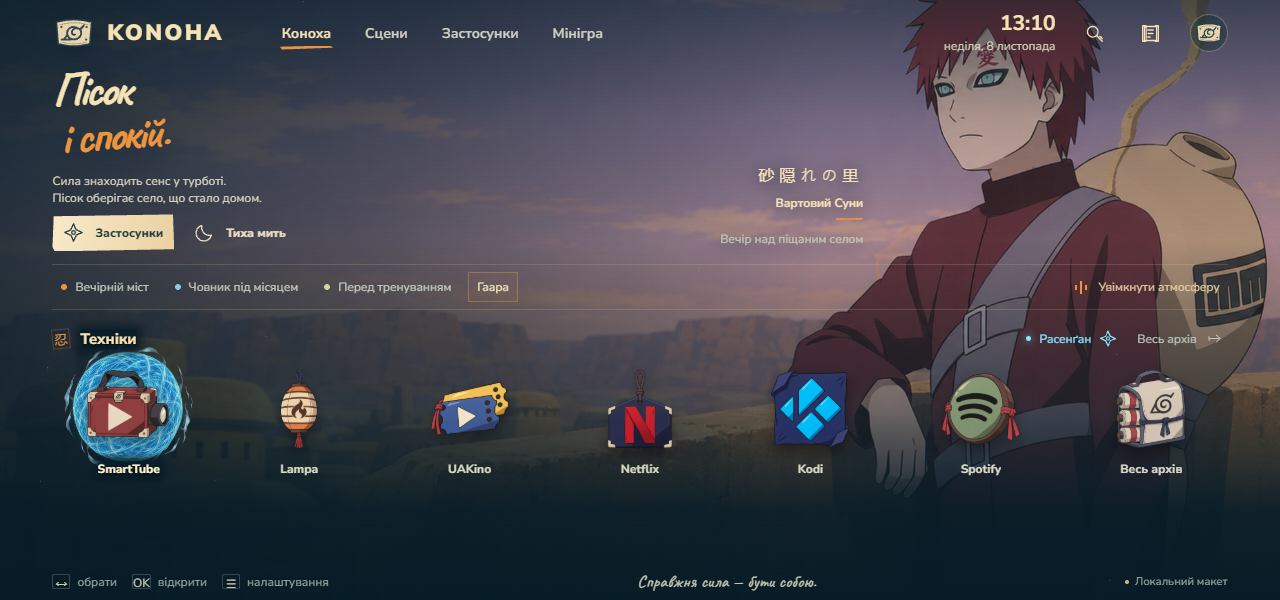 KONOHA
Коноха
Сцени
Застосунки
Мінігра
13:10
неділя, 8 листопада
愛
Пісок
і спокій.
Сила знаходить сенс у турботі.
Пісок оберігає село, що стало домом.
Застосунки
Тиха мить
砂隠れの里
Вартовий Суни
Вечір над піщаним селом
Вечірній міст
Човник під місяцем
Перед тренуванням
Гаара
Увімкнути атмосферу
忍 Техніки
Расенґан
Весь архів
SmartTube
Lampa
UAKino
N
Netflix
Kodi
Spotify
Весь архів
обрати
OK відкрити
налаштування
Справжня сила — бути собою.
Локальний макет